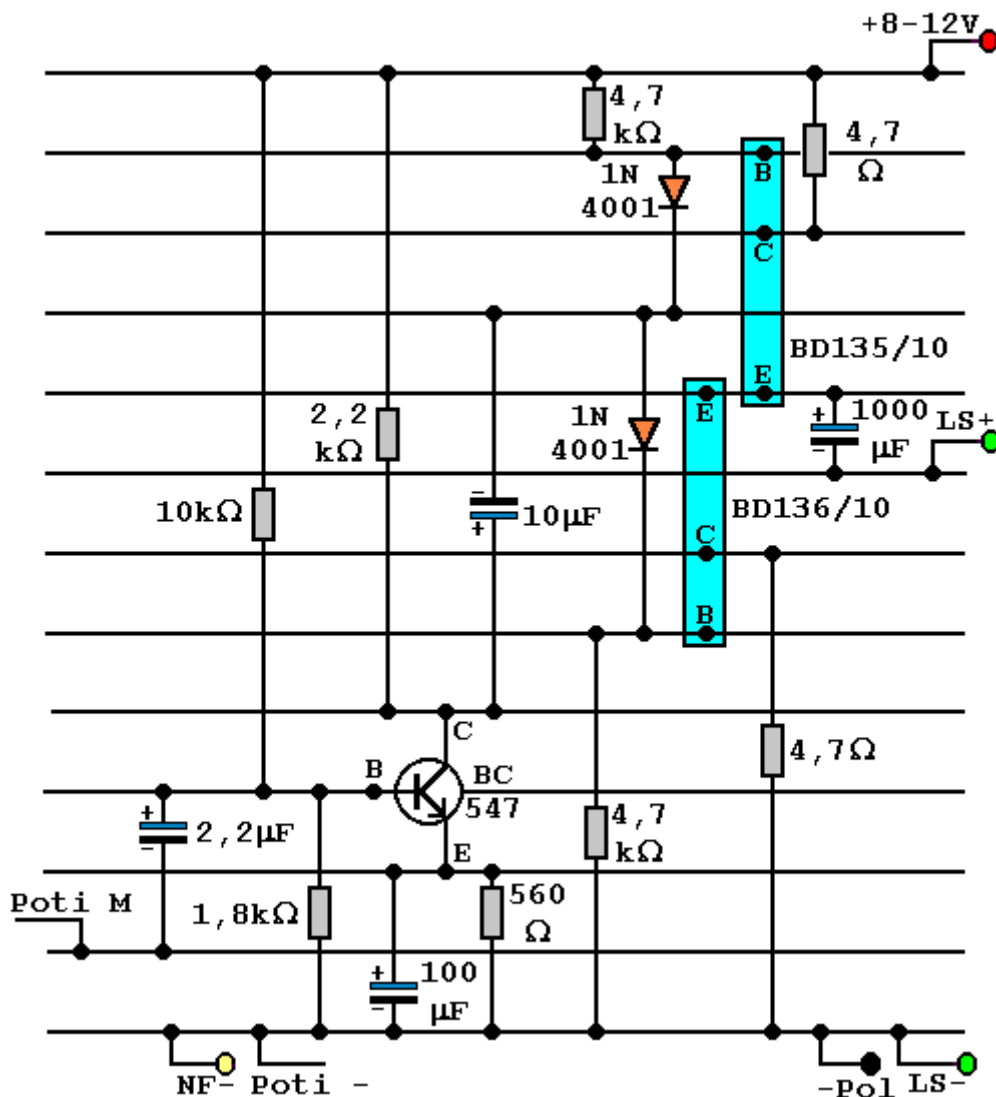 +8-12V
4,7
kΩ
4,7
Ω
1N
4001
B
C
BD135/10
E
E
2,2
kΩ
1N
4001
+
-
1000
µF
LS+
10kΩ
-
+
10µF
BD136/10
C
B
C
4,7Ω
B
BC
547
+
-
2,2µF
4,7
kΩ
E
Poti M
1,8kΩ
560
Ω
+
-
100
µF
NF-
Poti -
-Pol
LS-